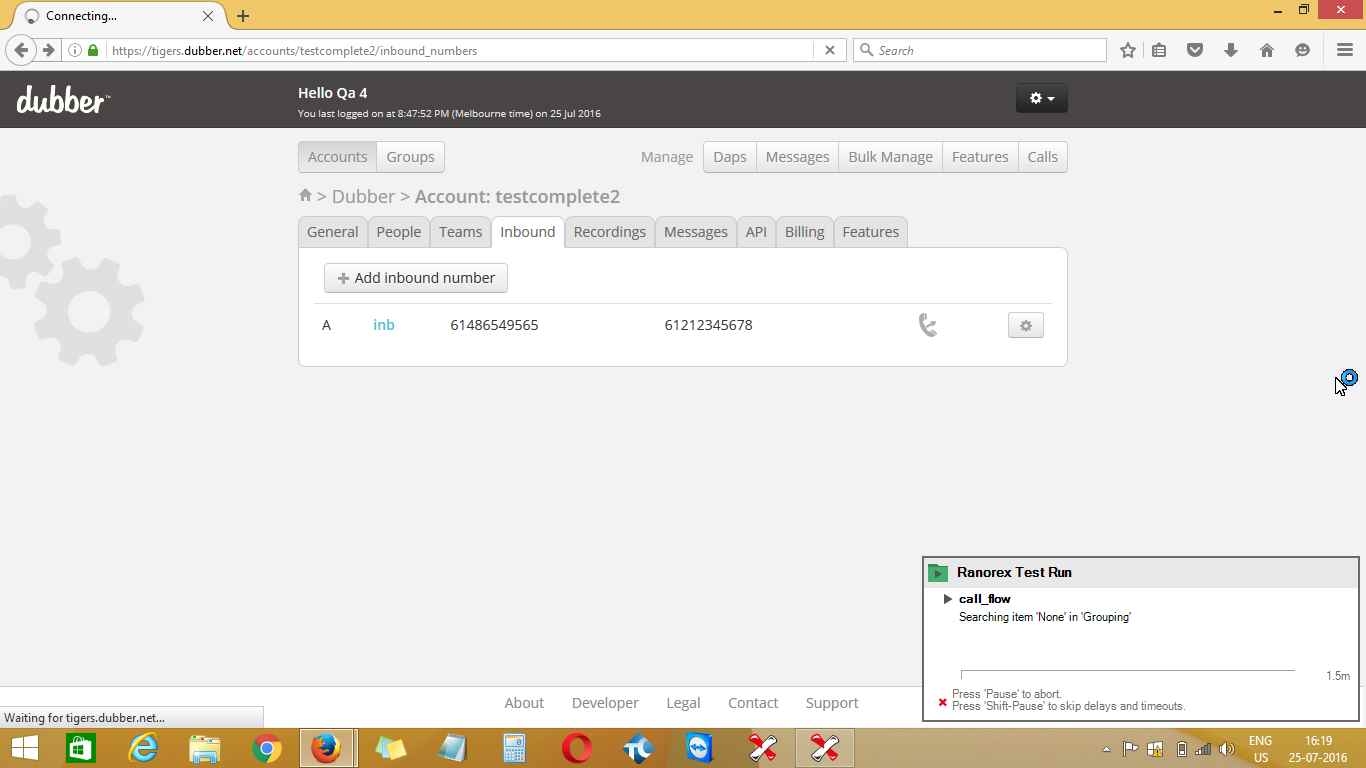 Connecting...
https://tigers.dubber.net/accounts/testcomplete2/inbound_numbers
Search
dubber™
Hello Qa 4
You last logged on at 8:47:52 PM (Melbourne time) on 25 Jul 2016
Accounts Groups Manage Daps Messages Bulk Manage Features Calls
> Dubber > Account: testcomplete2
General People Teams Inbound Recordings Messages API Billing Features
Add inbound number
A inb 61486549565 61212345678
Ranorex Test Run
call_flow
Searching item 'None' in 'Grouping'
1.5m
Press 'Pause' to abort.
Press 'Shift-Pause' to skip delays and timeouts.
About Developer Legal Contact Support
Waiting for tigers.dubber.net...
ENG 16:19
US 25-07-2016